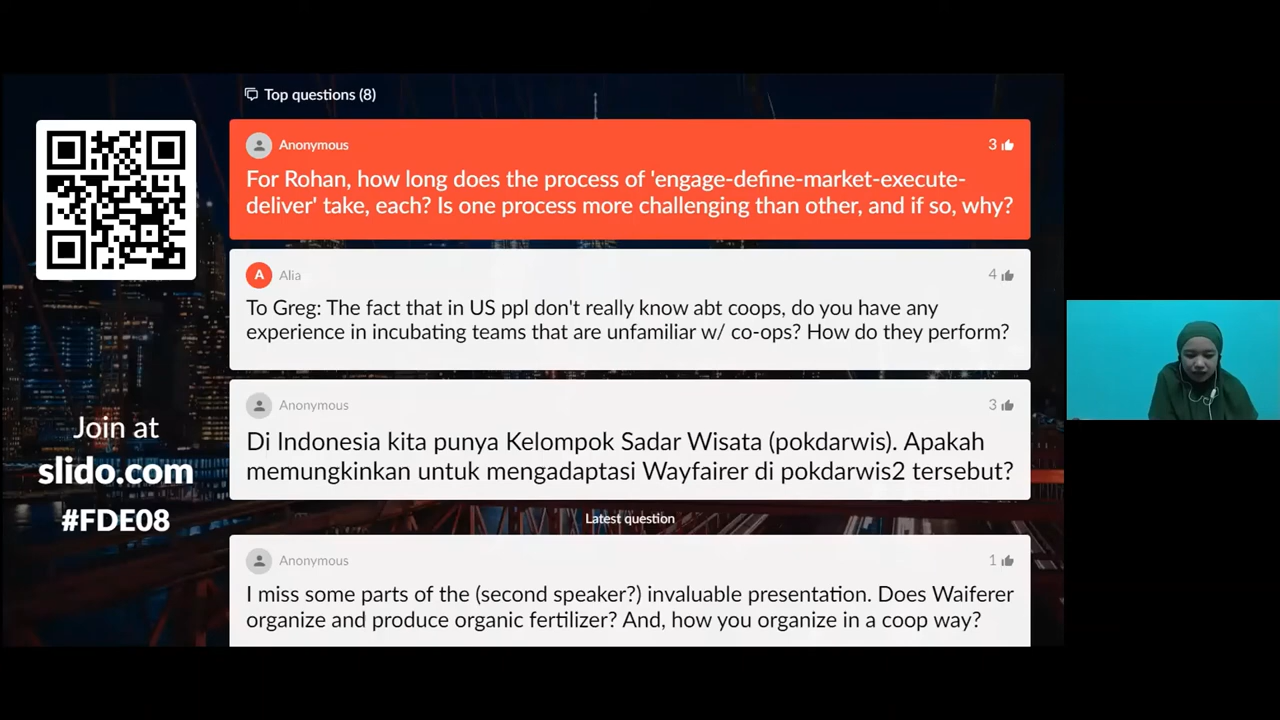 Top questions (8)
Anonymous
3
For Rohan, how long does the process of 'engage-define-market-execute-
deliver' take, each? Is one process more challenging than other, and if so, why?
A
Alia
4
To Greg: The fact that in US ppl don't really know abt coops, do you have any
experience in incubating teams that are unfamiliar w/ co-ops? How do they perform?
Anonymous
3
Di Indonesia kita punya Kelompok Sadar Wisata (pokdarwis). Apakah
memungkinkan untuk mengadaptasi Wayfairer di pokdarwis2 tersebut?
Latest question
Anonymous
1
I miss some parts of the (second speaker?) invaluable presentation. Does Waiferer
organize and produce organic fertilizer? And, how you organize in a coop way?
Join at
slido.com
#FDE08